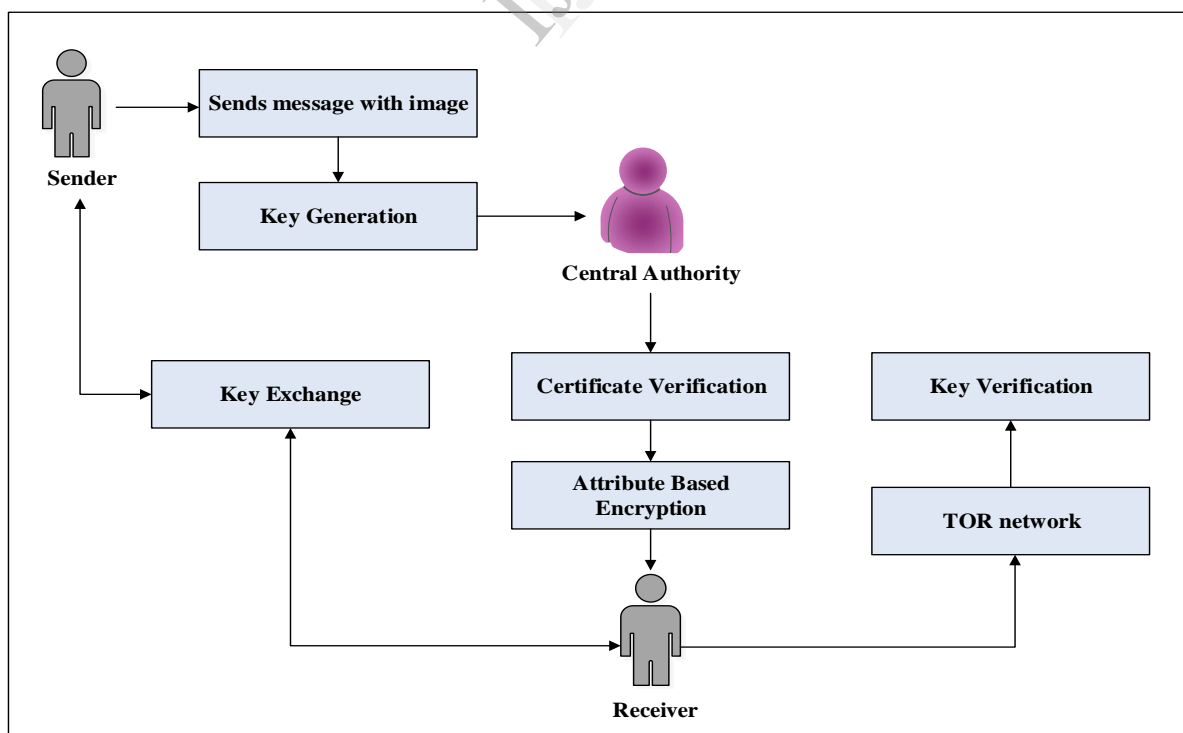 Sends message with image
Sender
Key Generation
Central Authority
Key Exchange
Certificate Verification
Key Verification
Attribute Based
Encryption
TOR network
Receiver